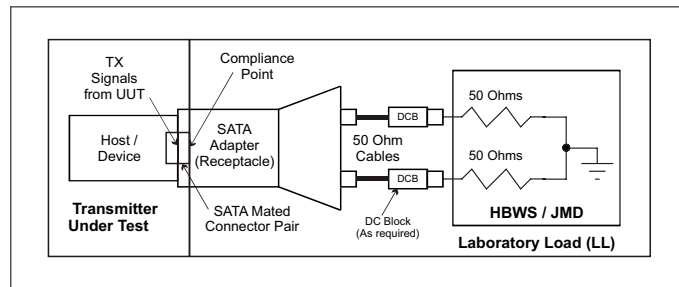 TX
Signals
from UUT
Compliance
Point
Host /
Device
SATA
Adapter
(Receptacle)
SATA Mated
Connector Pair
Transmitter
Under Test
DCB
50 Ohm
Cables
DCB
DC Block
(As required)
50 Ohms
50 Ohms
HBWS / JMD
Laboratory Load (LL)